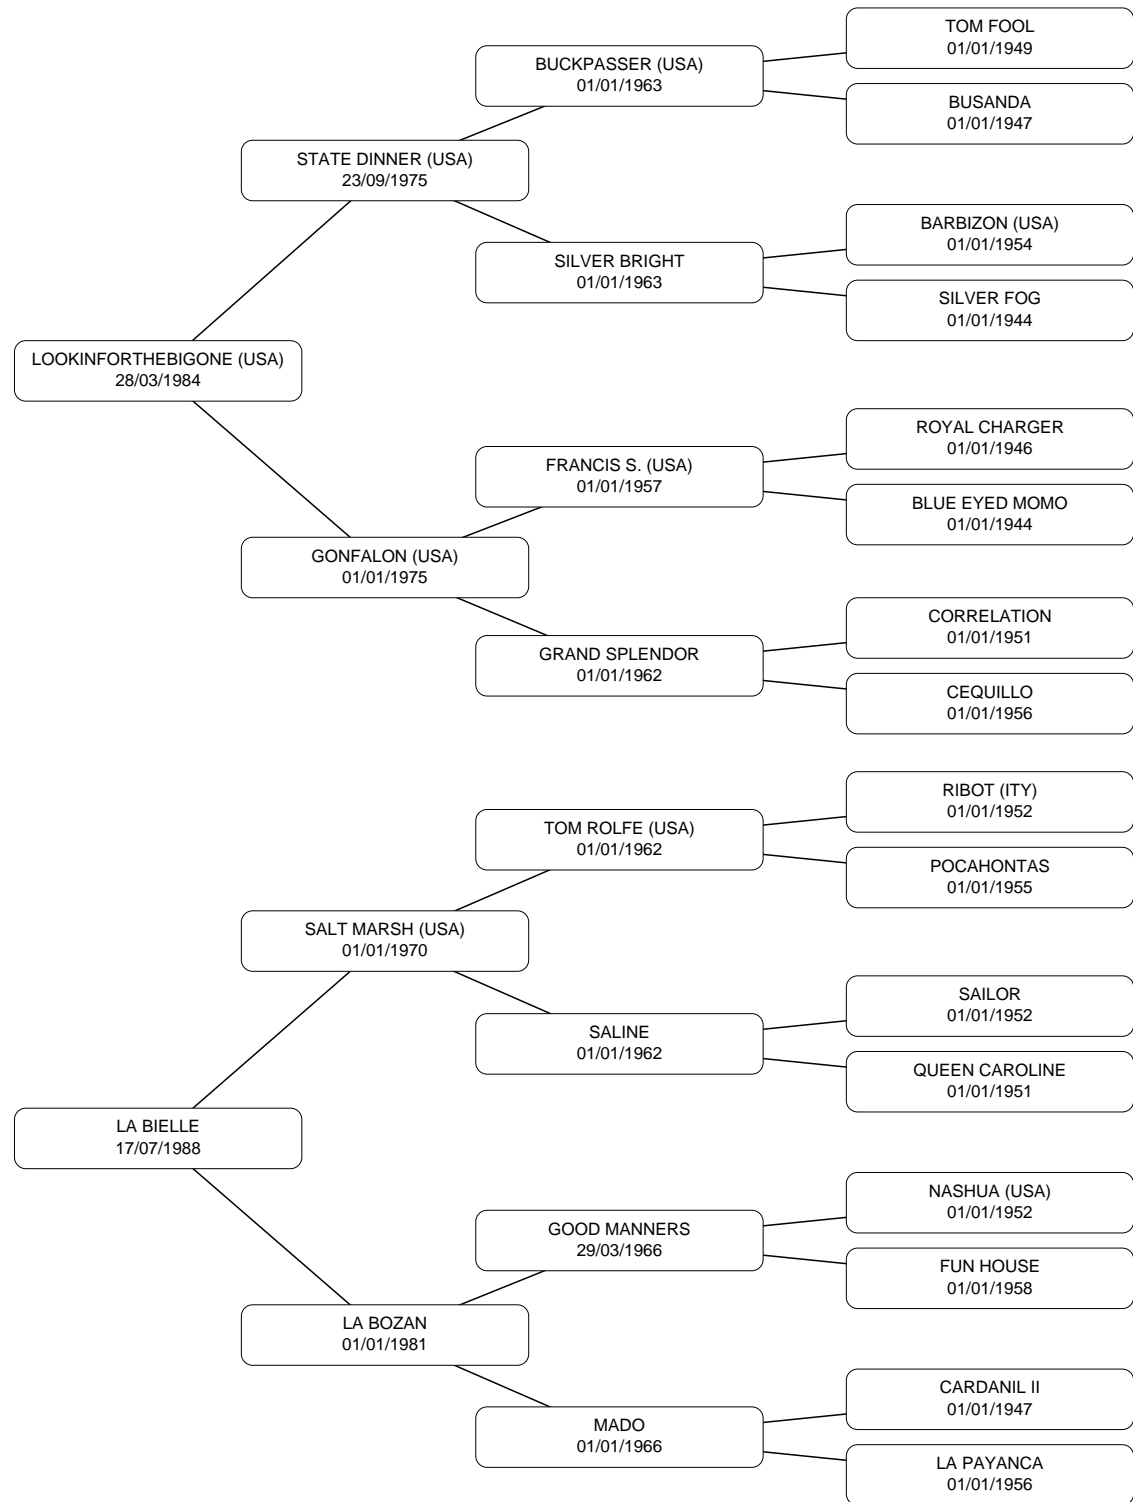 TOM FOOL
01/01/1949
BUCKPASSER (USA)
01/01/1963
BUSANDA
01/01/1947
STATE DINNER (USA)
23/09/1975
BARBIZON (USA)
01/01/1954
SILVER BRIGHT
01/01/1963
SILVER FOG
01/01/1944
LOOKINFORTHEBIGONE (USA)
28/03/1984
ROYAL CHARGER
01/01/1946
FRANCIS S. (USA)
01/01/1957
BLUE EYED MOMO
01/01/1944
GONFALON (USA)
01/01/1975
CORRELATION
01/01/1951
GRAND SPLENDOR
01/01/1962
CEQUILLO
01/01/1956
RIBOT (ITY)
01/01/1952
TOM ROLFE (USA)
01/01/1962
POCAHONTAS
01/01/1955
SALT MARSH (USA)
01/01/1970
SAILOR
01/01/1952
SALINE
01/01/1962
QUEEN CAROLINE
01/01/1951
LA BIELLE
17/07/1988
NASHUA (USA)
01/01/1952
GOOD MANNERS
29/03/1966
FUN HOUSE
01/01/1958
LA BOZAN
01/01/1981
CARDANIL II
01/01/1947
MADO
01/01/1966
LA PAYANCA
01/01/1956